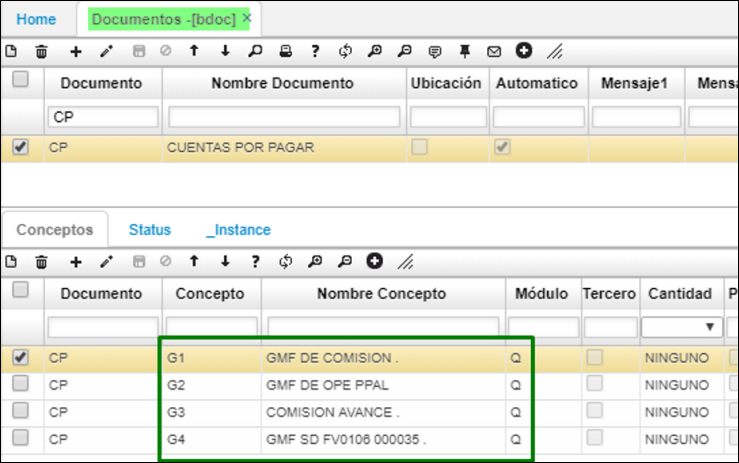 Home Documentos -[bdoc] ×
Documento Nombre Documento Ubicación Automatico Mensaje1 Mensa
CP
CP CUENTAS POR PAGAR
Conceptos Status _Instance
Documento Concepto Nombre Concepto Módulo Tercero Cantidad P
CP G1 GMF DE COMISION . Q NINGUNO
CP G2 GMF DE OPE PPAL Q NINGUNO
CP G3 COMISION AVANCE . Q NINGUNO
CP G4 GMF SD FV0106 000035 . Q NINGUNO